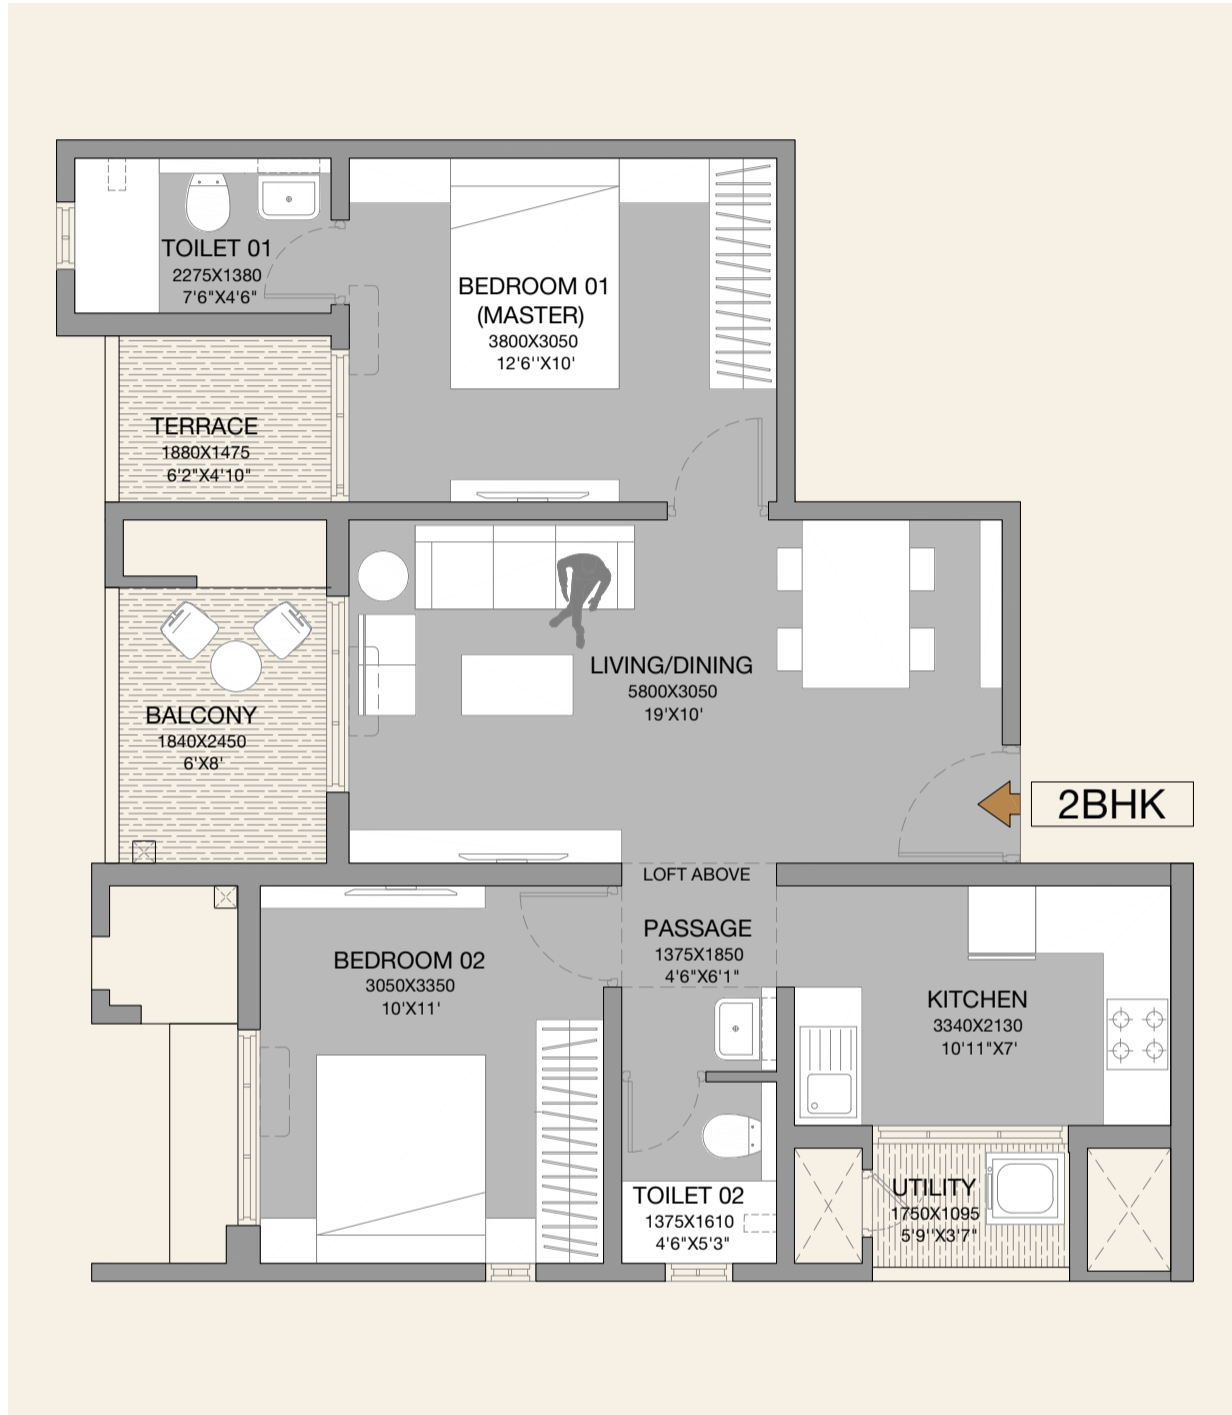 TOILET 01
2275X1380
7'6"X4'6"
BEDROOM 01
(MASTER)
3800X3050
12'6''X10'
TERRACE
1880X1475
6'2"X4'10"
LIVING/DINING
5800X3050
19'X10'
BALCONY
1840X2450
6'X8'
2BHK
LOFT ABOVE
PASSAGE
1375X1850
4'6"X6'1"
BEDROOM 02
3050X3350
10'X11'
KITCHEN
3340X2130
10'11"X7'
TOILET 02
1375X1610
4'6"X5'3"
UTILITY
1750X1095
5'9''X3'7"